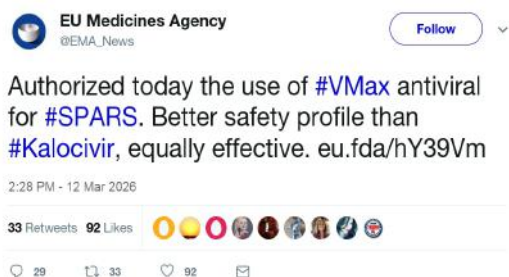 EU Medicines Agency
@EMA_News
Follow
Authorized today the use of #VMax antiviral
for #SPARS. Better safety profile than
#Kalocivir, equally effective. eu.fda/hY39Vm
2:28 PM - 12 Mar 2026
33 Retweets 92 Likes
29 33 92